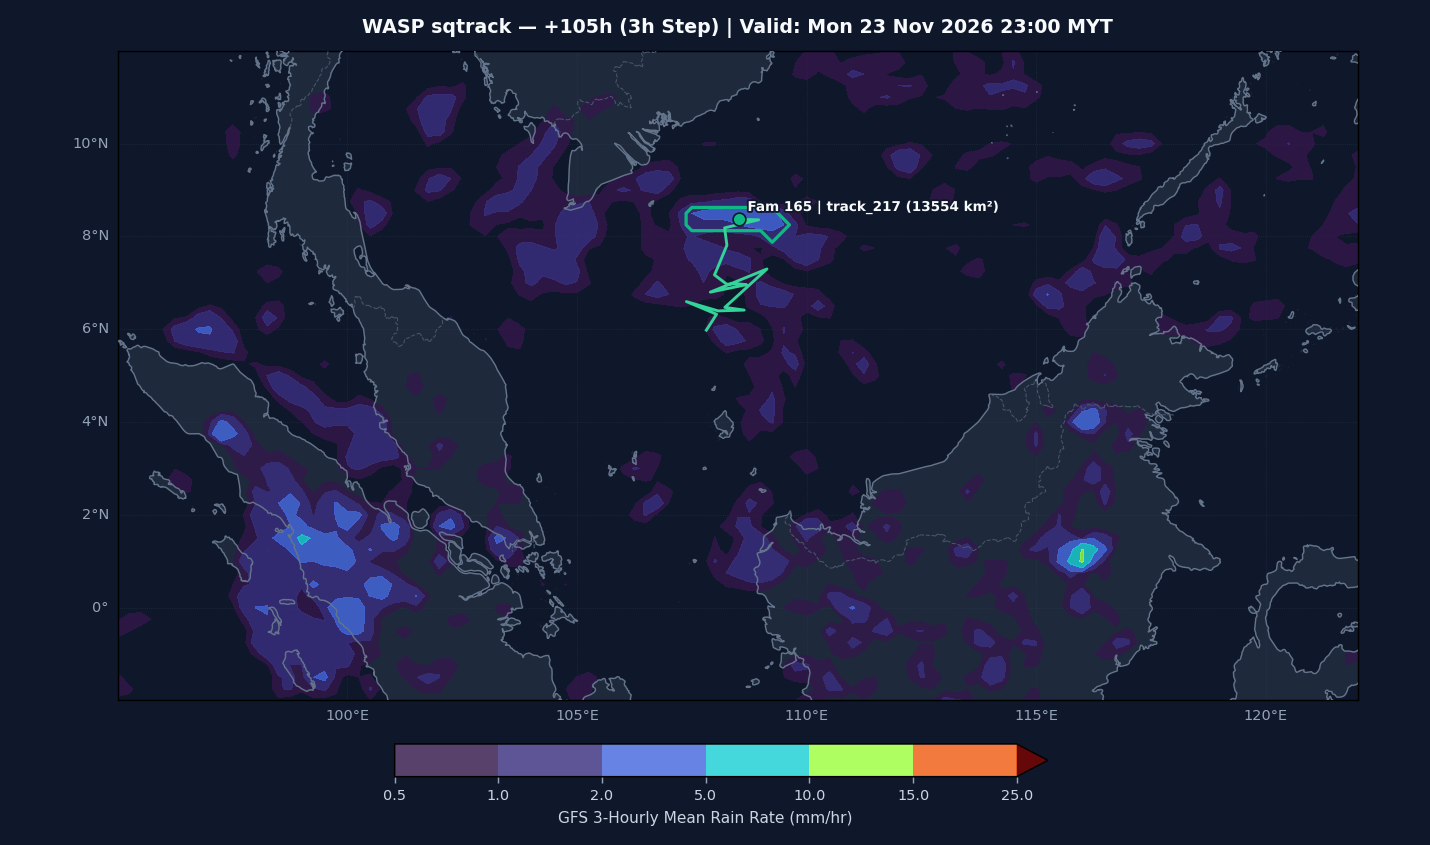 WASP sqtrack — +105h (3h Step) | Valid: Mon 23 Nov 2026 23:00 MYT
10°N
8°N
6°N
4°N
2°N
0°
Fam 165 | track_217 (13554 km²)
100°E 105°E 110°E 115°E 120°E
0.5 1.0 2.0 5.0 10.0 15.0 25.0
GFS 3-Hourly Mean Rain Rate (mm/hr)